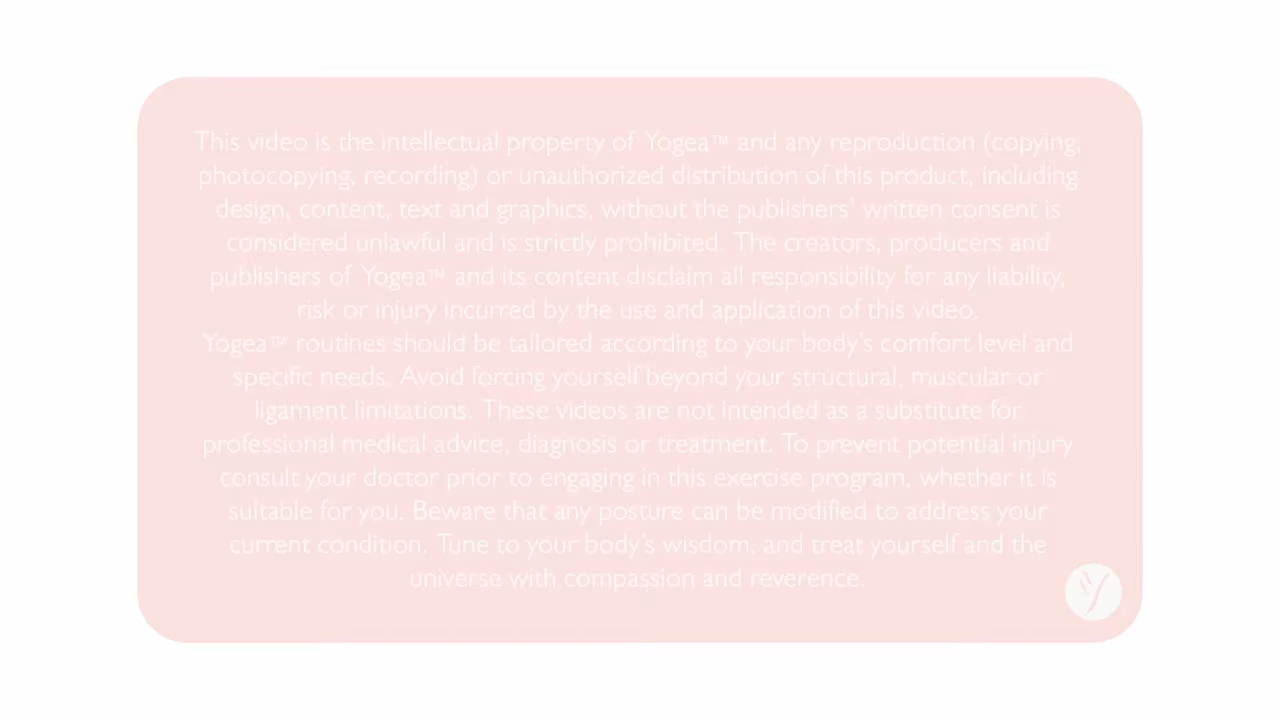 This video is the intellectual property of Yogea™ and any reproduction (copying,
photocopying, recording) or unauthorized distribution of this product, including
design, content, text and graphics, without the publishers' written consent is
considered unlawful and is strictly prohibited. The creators, producers and
publishers of Yogea™ and its content disclaim all responsibility for any liability,
risk or injury incurred by the use and application of this video.
Yogea™ routines should be tailored according to your body's comfort level and
specific needs. Avoid forcing yourself beyond your structural, muscular or
ligament limitations. These videos are not intended as a substitute for
professional medical advice, diagnosis or treatment. To prevent potential injury
consult your doctor prior to engaging in this exercise program, whether it is
suitable for you. Beware that any posture can be modified to address your
current condition. Tune to your body's wisdom, and treat yourself and the
universe with compassion and reverence.
Y